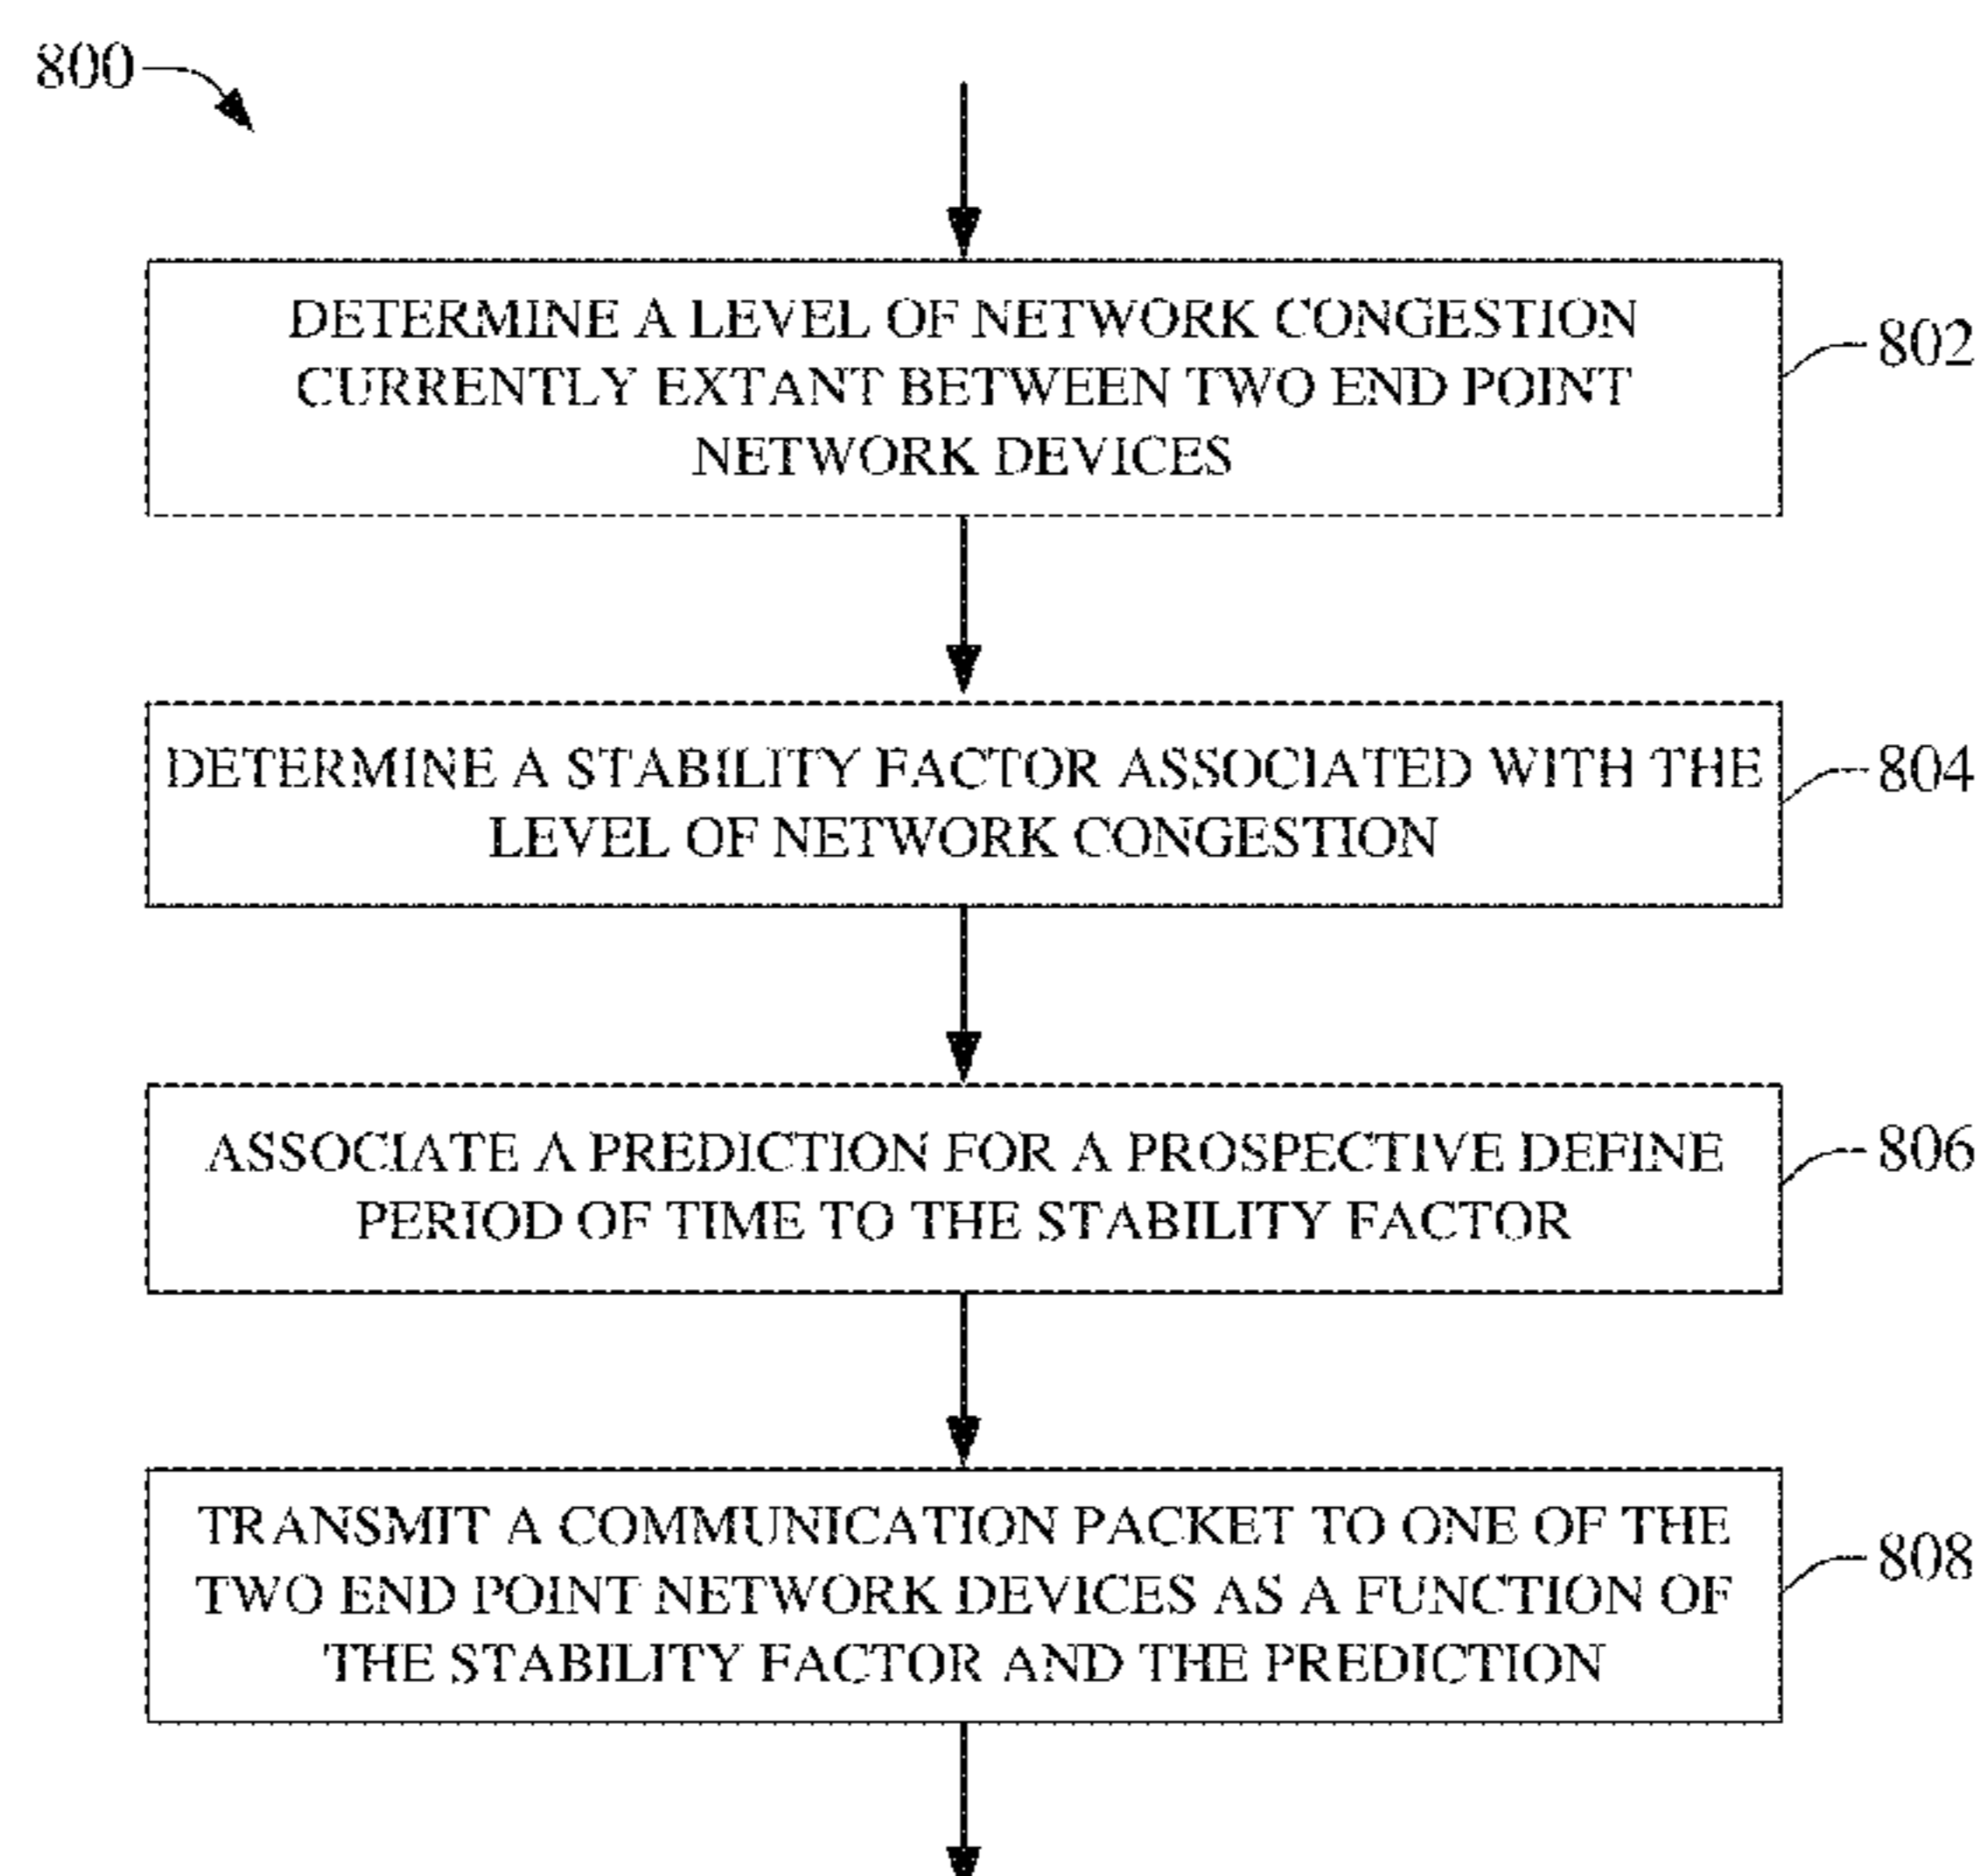 800
DETERMINE A LEVEL OF NETWORK CONGESTION
CURRENTLY EXTANT BETWEEN TWO END POINT
NETWORK DEVICES
802
DETERMINE A STABILITY FACTOR ASSOCIATED WITH THE
LEVEL OF NETWORK CONGESTION
804
ASSOCIATE A PREDICTION FOR A PROSPECTIVE DEFINE
PERIOD OF TIME TO THE STABILITY FACTOR
806
TRANSMIT A COMMUNICATION PACKET TO ONE OF THE
TWO END POINT NETWORK DEVICES AS A FUNCTION OF
THE STABILITY FACTOR AND THE PREDICTION
808